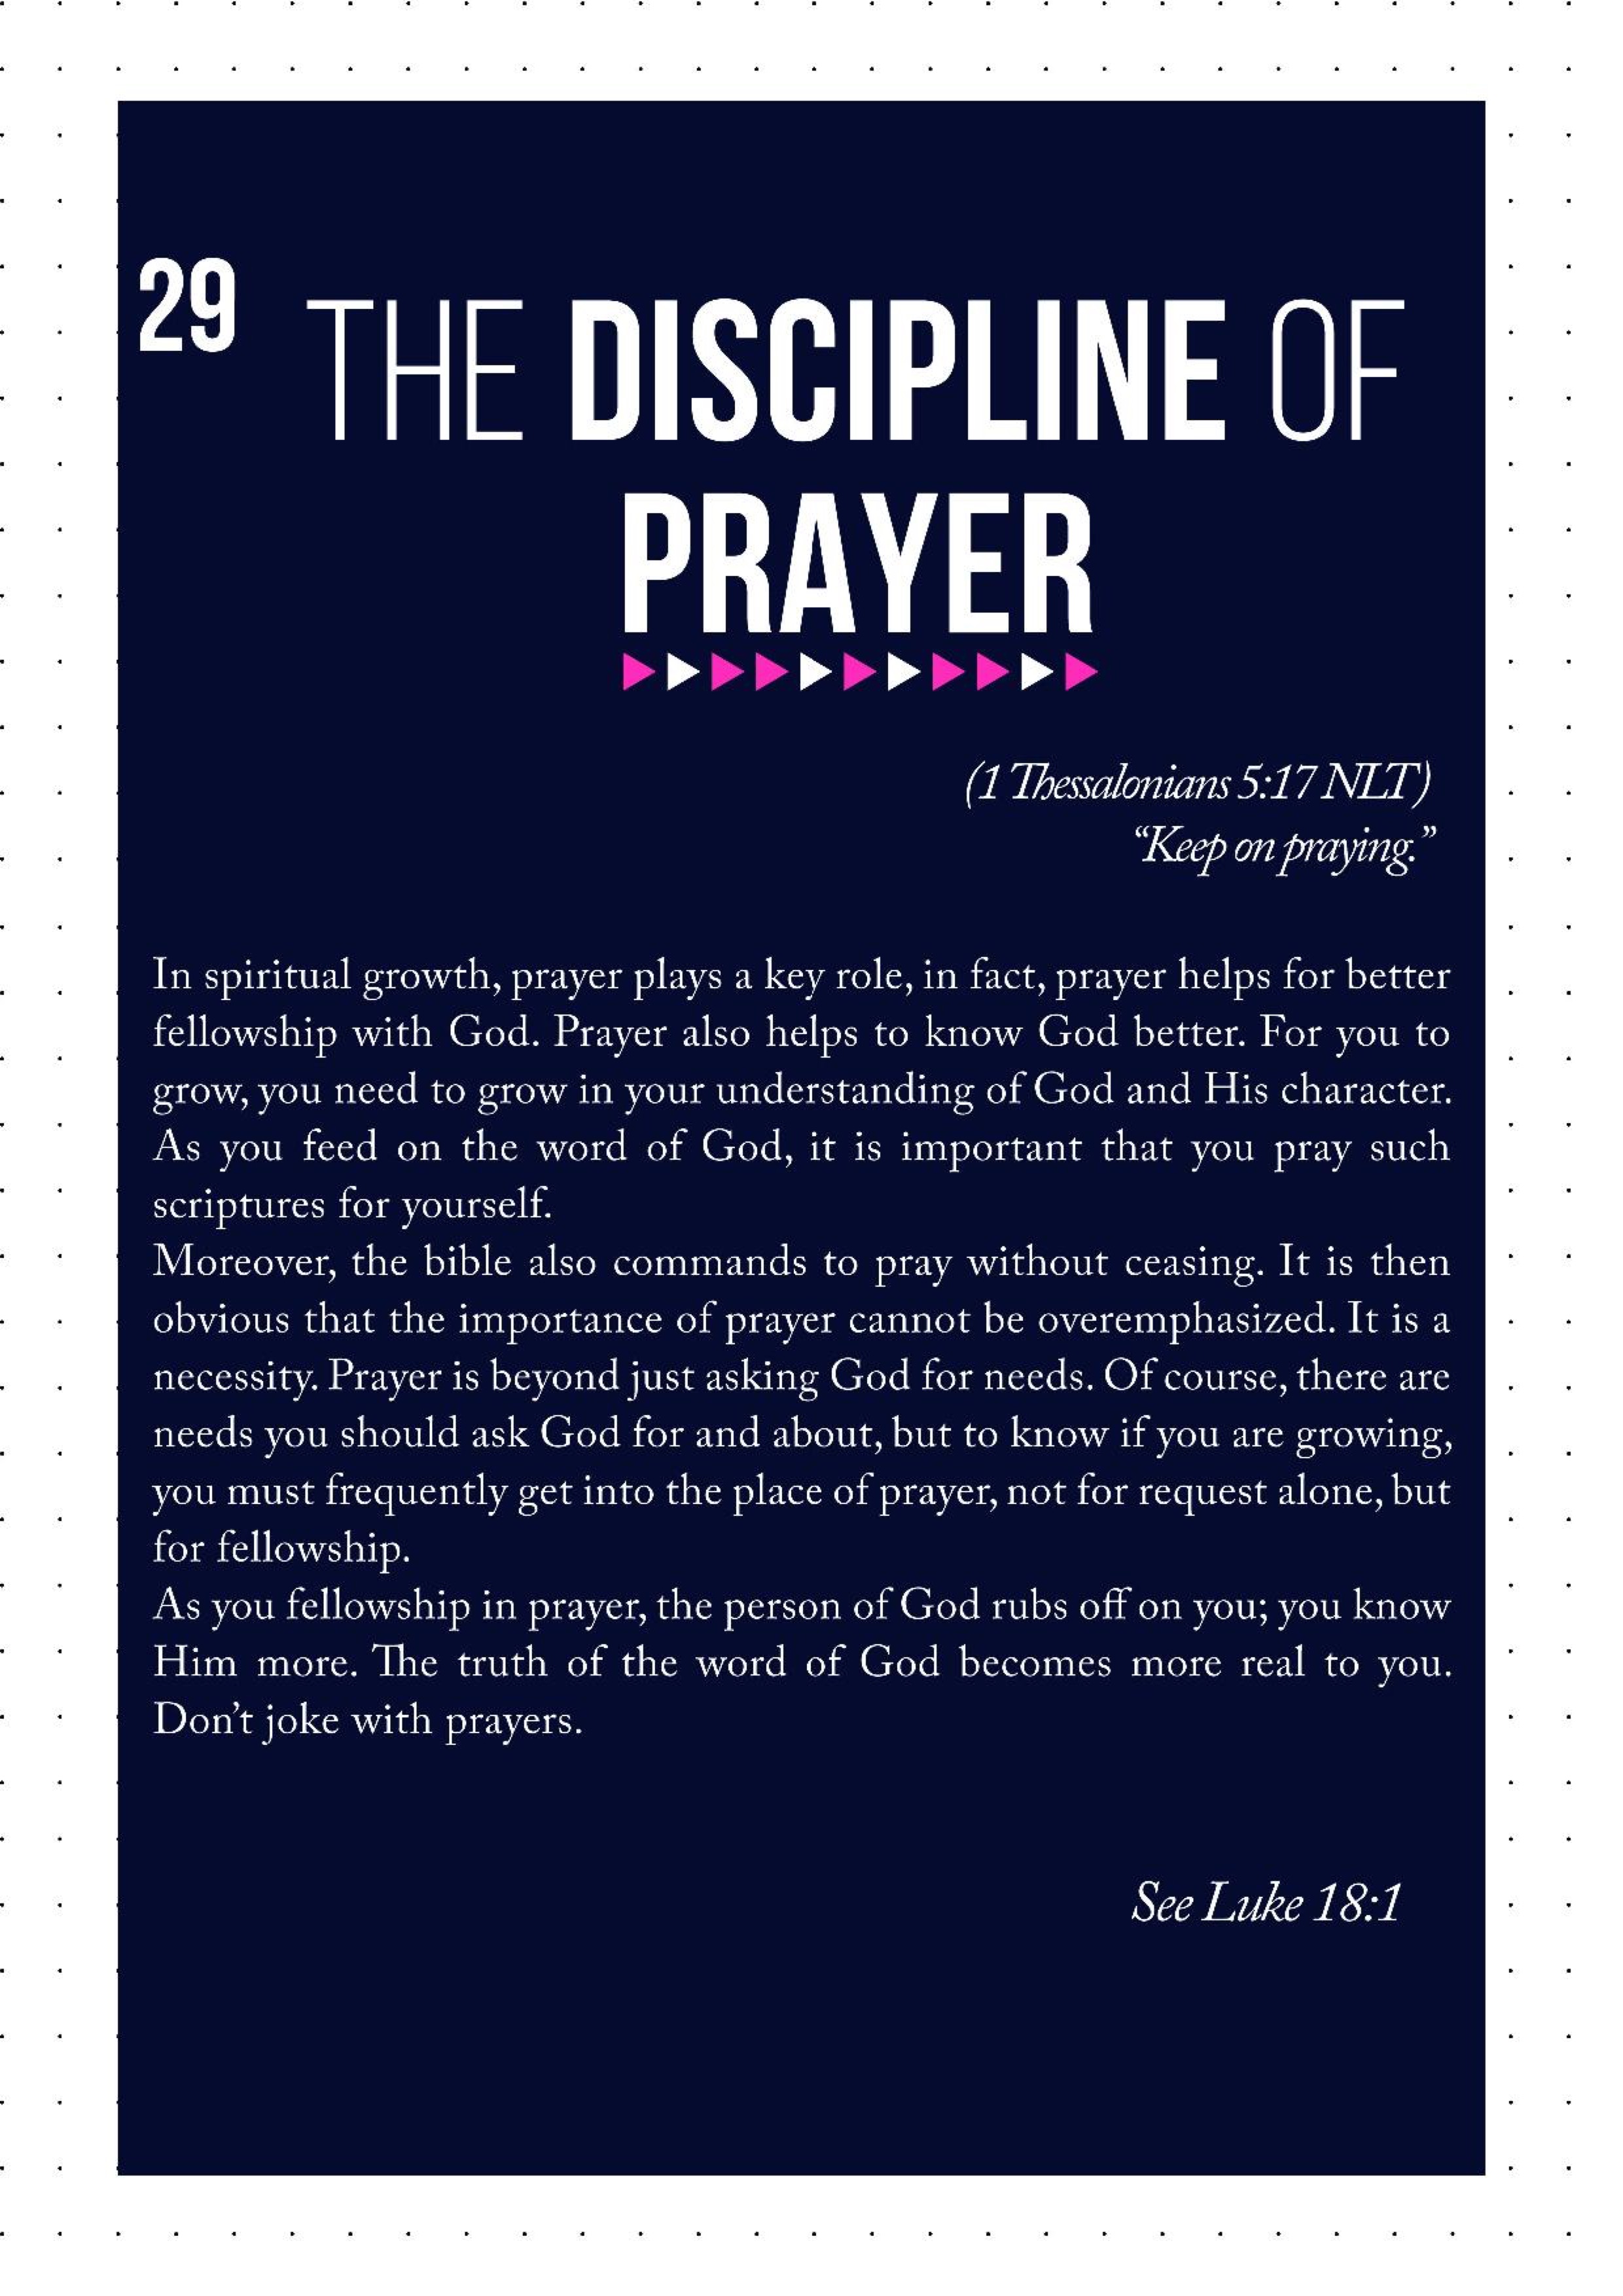 29
THE DISCIPLINE OF
PRAYER
(1 Thessalonians 5:17 NLT)
“Keep on praying.”
In spiritual growth, prayer plays a key role, in fact, prayer helps for better
fellowship with God. Prayer also helps to know God better. For you to
grow, you need to grow in your understanding of God and His character.
As you feed on the word of God, it is important that you pray such
scriptures for yourself.
Moreover, the bible also commands to pray without ceasing. It is then
obvious that the importance of prayer cannot be overemphasized. It is a
necessity. Prayer is beyond just asking God for needs. Of course, there are
needs you should ask God for and about, but to know if you are growing,
you must frequently get into the place of prayer, not for request alone, but
for fellowship.
As you fellowship in prayer, the person of God rubs off on you; you know
Him more. The truth of the word of God becomes more real to you.
Don’t joke with prayers.
See Luke 18:1